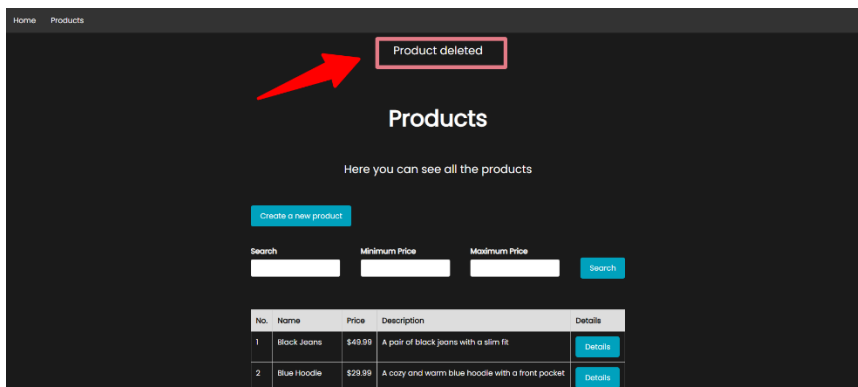 Home Products
Product deleted
Products
Here you can see all the products
Create a new product
Search Minimum Price Maximum Price
Search
No. Name Price Description Details
1 Black Jeans $49.99 A pair of black jeans with a slim fit Details
2 Blue Hoodie $29.99 A cozy and warm blue hoodie with a front pocket Details